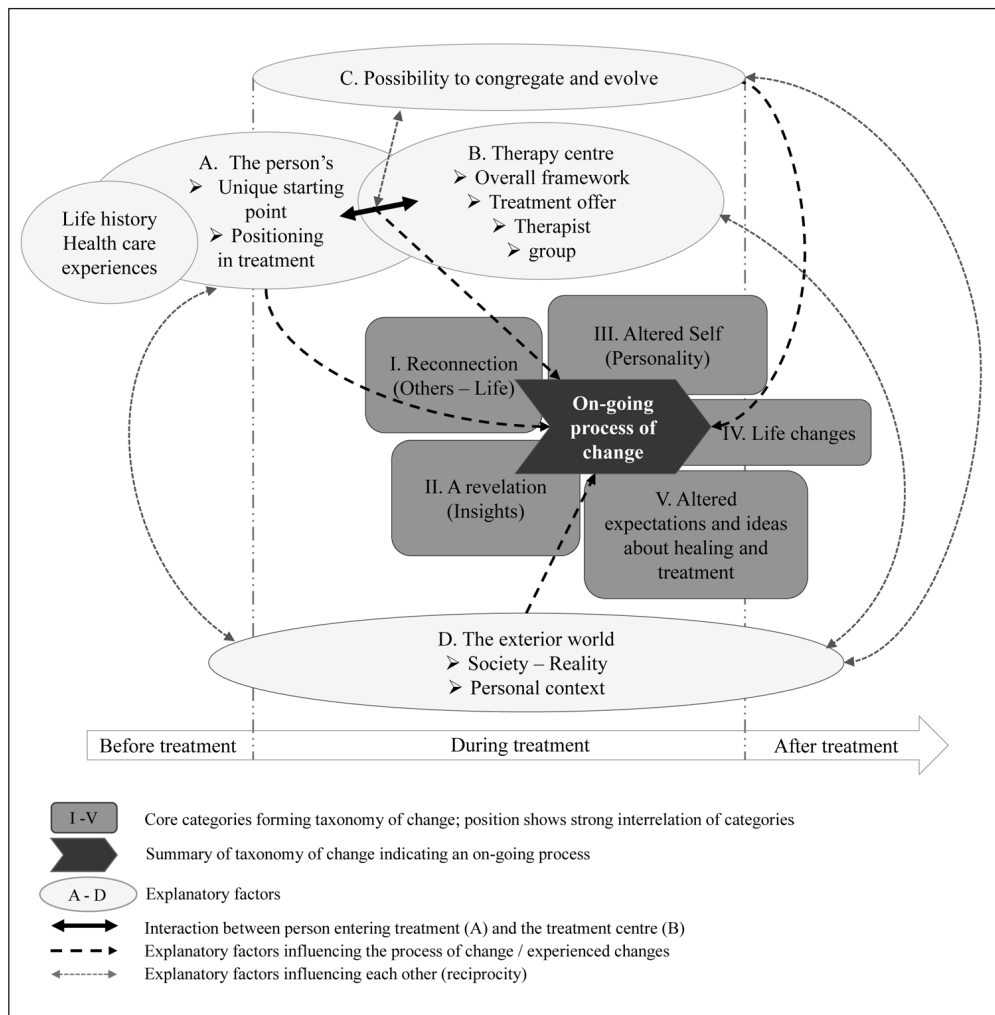 C. Possibility to congregate and evolve
A. The person's
➢ Unique starting
point
➢ Positioning
in treatment
B. Therapy centre
➢ Overall framework
➢ Treatment offer
➢ Therapist
➢ group
Life history
Health care
experiences
I. Reconnection
(Others – Life)
III. Altered Self
(Personality)
On-going
process of
change
IV. Life changes
II. A revelation
(Insights)
V. Altered
expectations and ideas
about healing and
treatment
D. The exterior world
➢ Society – Reality
➢ Personal context
Before treatment
During treatment
After treatment
I -V
Core categories forming taxonomy of change; position shows strong interrelation of categories
Summary of taxonomy of change indicating an on-going process
A - D
Explanatory factors
Interaction between person entering treatment (A) and the treatment centre (B)
Explanatory factors influencing the process of change / experienced changes
Explanatory factors influencing each other (reciprocity)